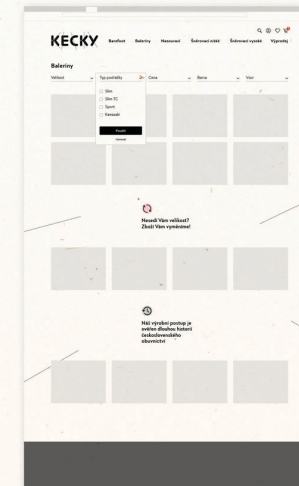 KECKY
Barefoot Baleríny Nazouvací Šněrovací nízké Šněrovací vysoké Výprodej
Baleríny
Velikost Typ podrážky Cena Barva Vzor
Slim
Slim TC
Sport
Použít
Nesedí Vám velikost?
Zboží Vám vyměníme!
Náš výrobní postup je
ověřen dlouhou historií
československého
obuvnictví